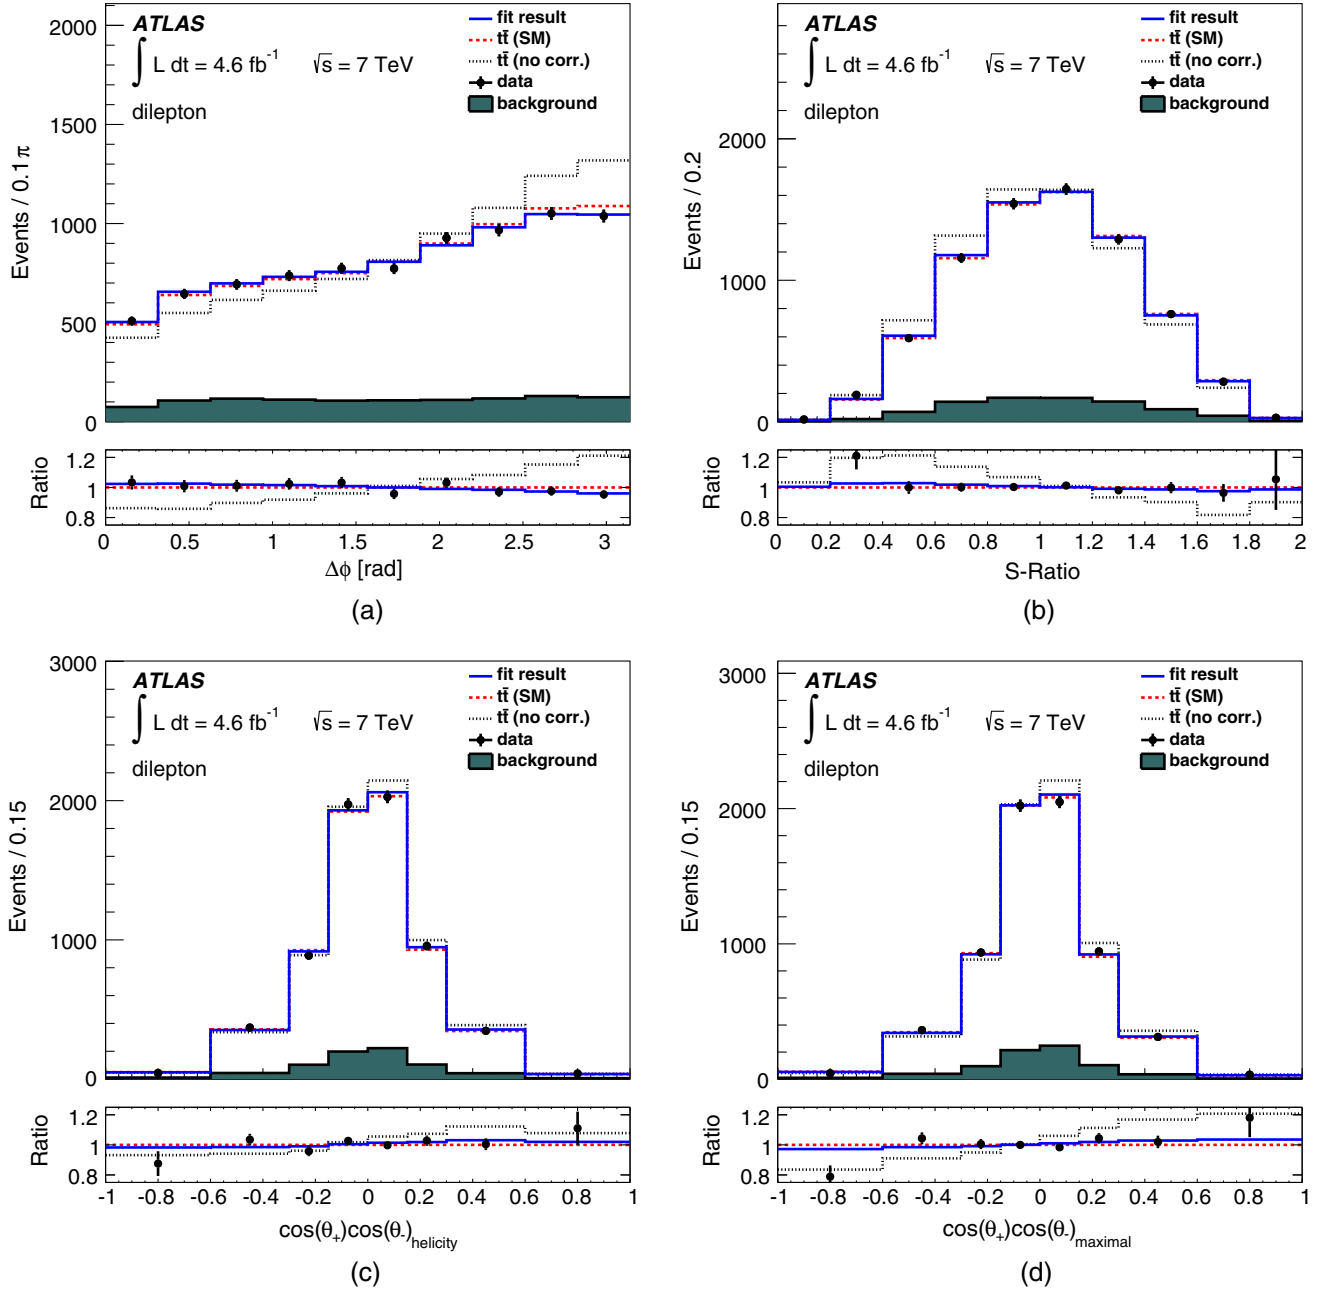 ATLAS
∫ L dt = 4.6 fb⁻¹ √s = 7 TeV
dilepton
fit result
tt̄ (SM)
tt̄ (no corr.)
data
background
Events / 0.1 π
2000
1500
1000
500
0
Ratio
1.2
1
0.8
0 0.5 1 1.5 2 2.5 3
Δϕ [rad]
(a)
ATLAS
∫ L dt = 4.6 fb⁻¹ √s = 7 TeV
dilepton
fit result
tt̄ (SM)
tt̄ (no corr.)
data
background
Events / 0.2
2000
1000
0
Ratio
1.2
1
0.8
0 0.2 0.4 0.6 0.8 1 1.2 1.4 1.6 1.8 2
S-Ratio
(b)
ATLAS
∫ L dt = 4.6 fb⁻¹ √s = 7 TeV
dilepton
fit result
tt̄ (SM)
tt̄ (no corr.)
data
background
Events / 0.15
3000
2000
1000
0
Ratio
1.2
1
0.8
-1 -0.8 -0.6 -0.4 -0.2 0 0.2 0.4 0.6 0.8 1
cos(θ₊)cos(θ₋)helicity
(c)
ATLAS
∫ L dt = 4.6 fb⁻¹ √s = 7 TeV
dilepton
fit result
tt̄ (SM)
tt̄ (no corr.)
data
background
Events / 0.15
3000
2000
1000
0
Ratio
1.2
1
0.8
-1 -0.8 -0.6 -0.4 -0.2 0 0.2 0.4 0.6 0.8 1
cos(θ₊)cos(θ₋)maximal
(d)